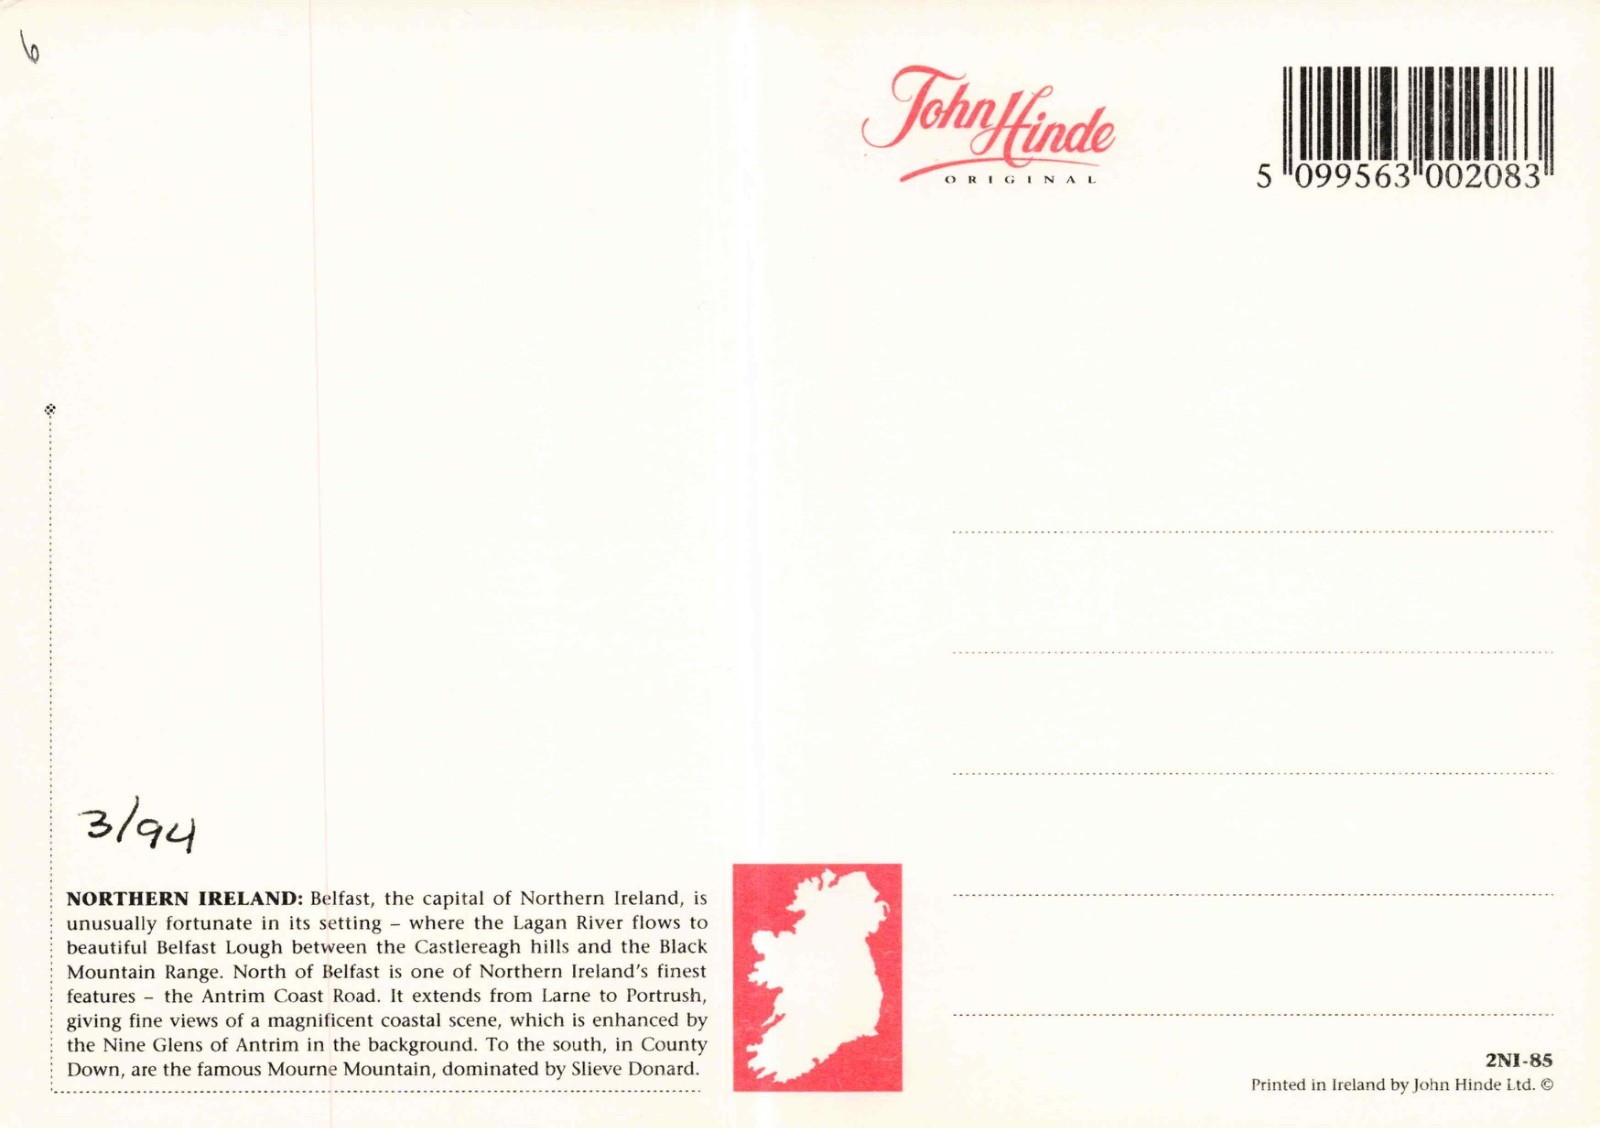 6
John Hinde
ORIGINAL
5 099563 002083
3/94
NORTHERN IRELAND: Belfast, the capital of Northern Ireland, is
unusually fortunate in its setting – where the Lagan River flows to
beautiful Belfast Lough between the Castlereagh hills and the Black
Mountain Range. North of Belfast is one of Northern Ireland's finest
features – the Antrim Coast Road. It extends from Larne to Portrush,
giving fine views of a magnificent coastal scene, which is enhanced by
the Nine Glens of Antrim in the background. To the south, in County
Down, are the famous Mourne Mountain, dominated by Slieve Donard.
2NI-85
Printed in Ireland by John Hinde Ltd. ©